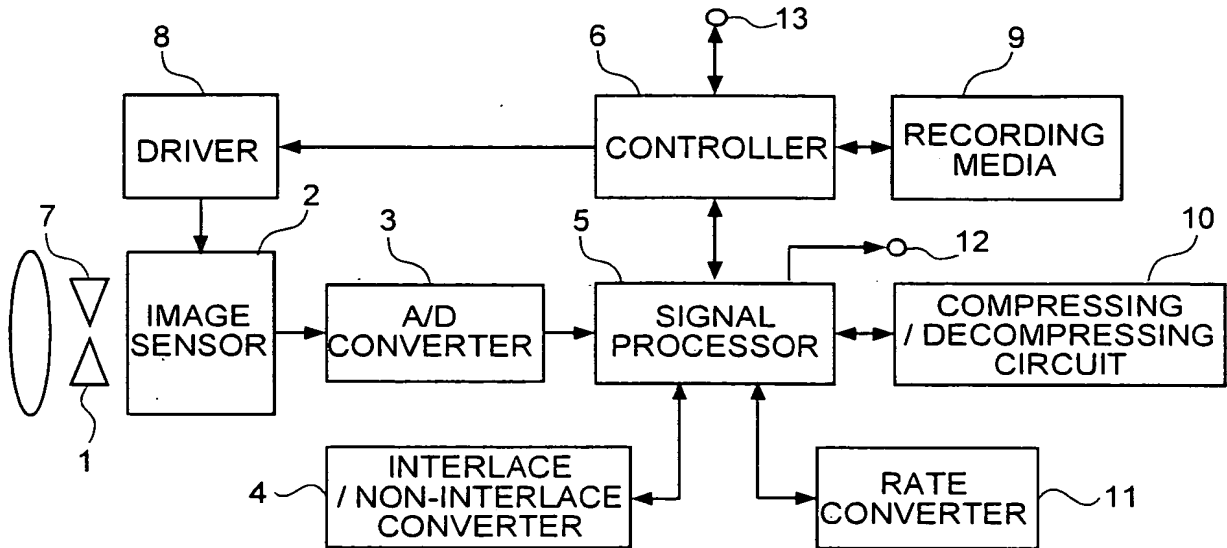 8
6
13
9
DRIVER
CONTROLLER
RECORDING
MEDIA
7
2
3
5
12
10
IMAGE
SENSOR
A/D
CONVERTER
SIGNAL
PROCESSOR
COMPRESSING
/ DECOMPRESSING
CIRCUIT
1
4
INTERLACE
/ NON-INTERLACE
CONVERTER
RATE
CONVERTER
11